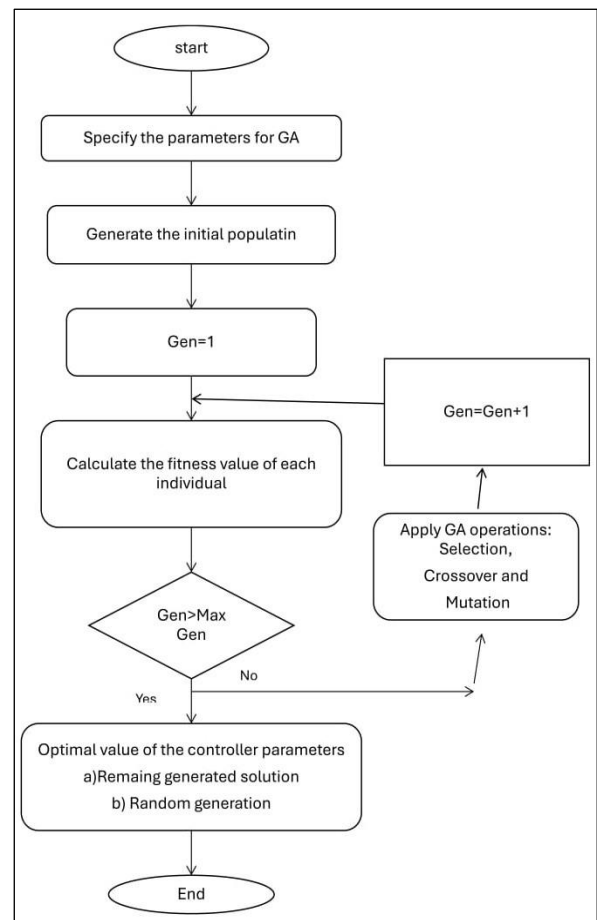 start
Specify the parameters for GA
Generate the initial populatin
Gen=1
Gen=Gen+1
Calculate the fitness value of each
individual
Apply GA operations:
Selection,
Crossover and
Mutation
Gen>Max
Gen
No
Yes
Optimal value of the controller parameters
a)Remaing generated solution
b) Random generation
End